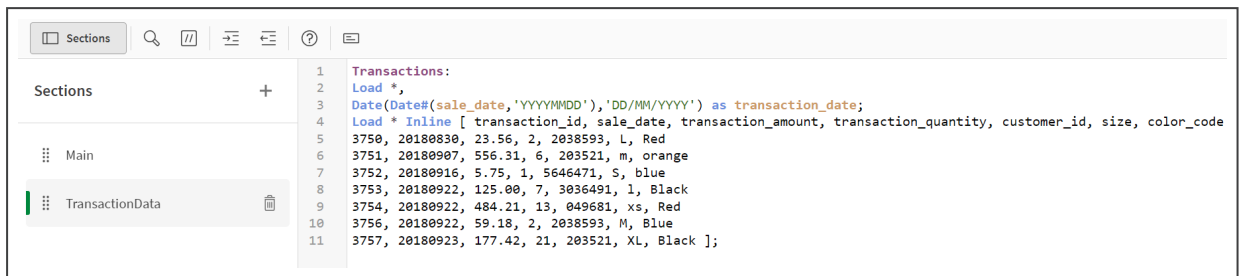 Sections
Sections +
Main
TransactionData
1 Transactions:
2 Load *,
3 Date(Date#(sale_date,'YYYYMMDD'),'DD/MM/YYYY') as transaction_date;
4 Load * Inline [ transaction_id, sale_date, transaction_amount, transaction_quantity, customer_id, size, color_code
5 3750, 20180830, 23.56, 2, 2038593, L, Red
6 3751, 20180907, 556.31, 6, 203521, m, orange
7 3752, 20180916, 5.75, 1, 5646471, S, blue
8 3753, 20180922, 125.00, 7, 3036491, l, Black
9 3754, 20180922, 484.21, 13, 049681, xs, Red
10 3756, 20180922, 59.18, 2, 2038593, M, Blue
11 3757, 20180923, 177.42, 21, 203521, XL, Black ];